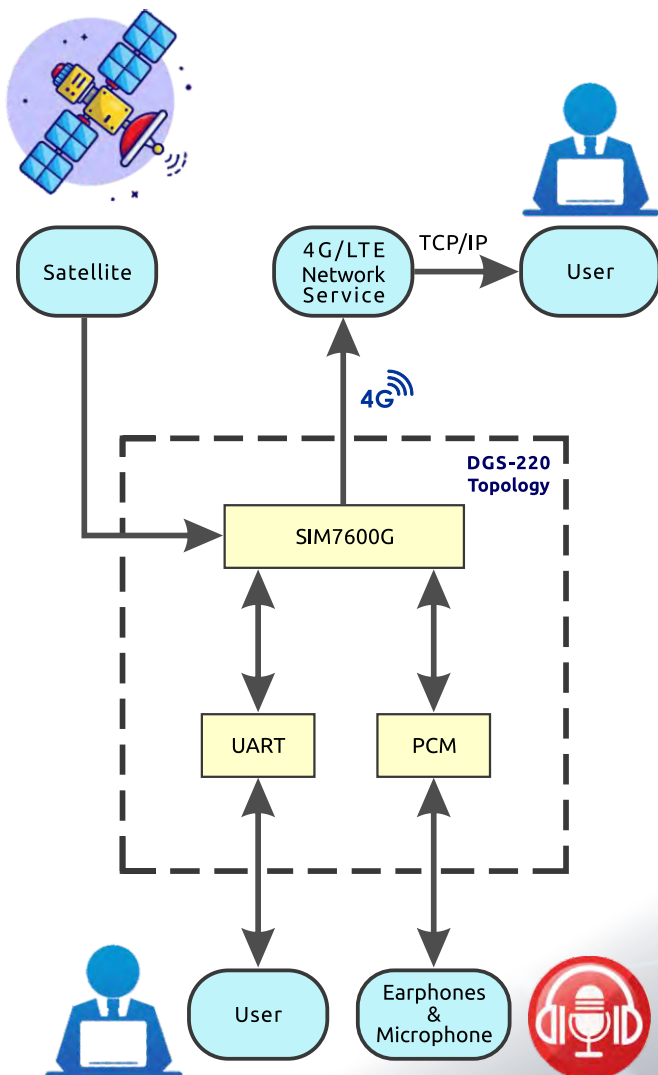 Satellite
4G/LTE
Network
Service
TCP/IP
User
4G
DGS-220
Topology
SIM7600G
UART
PCM
User
Earphones
&
Microphone